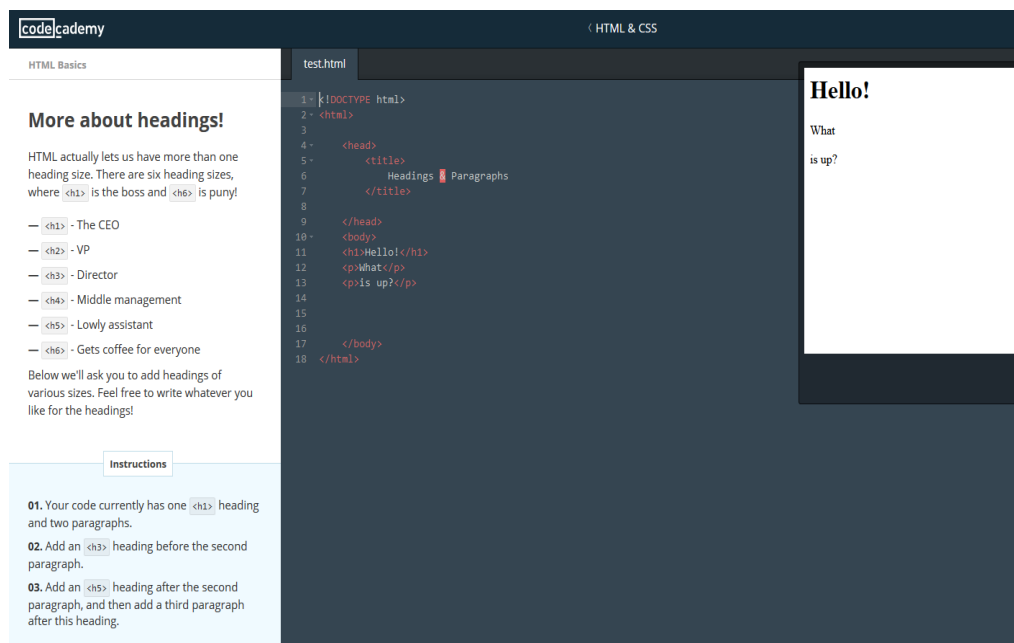 codecademy
〈 HTML & CSS
HTML Basics
More about headings!
HTML actually lets us have more than one
heading size. There are six heading sizes,
where <h1> is the boss and <h6> is puny!
— <h1> - The CEO
— <h2> - VP
— <h3> - Director
— <h4> - Middle management
— <h5> - Lowly assistant
— <h6> - Gets coffee for everyone
Below we'll ask you to add headings of
various sizes. Feel free to write whatever you
like for the headings!
Instructions
01. Your code currently has one <h1> heading
and two paragraphs.
02. Add an <h3> heading before the second
paragraph.
03. Add an <h5> heading after the second
paragraph, and then add a third paragraph
after this heading.
test.html
1 <!DOCTYPE html>
2 <html>
3
4 <head>
5 <title>
6 Headings & Paragraphs
7 </title>
8
9 </head>
10 <body>
11 <h1>Hello!</h1>
12 <p>What</p>
13 <p>is up?</p>
14
15
16
17 </body>
18 </html>
Hello!
What
is up?